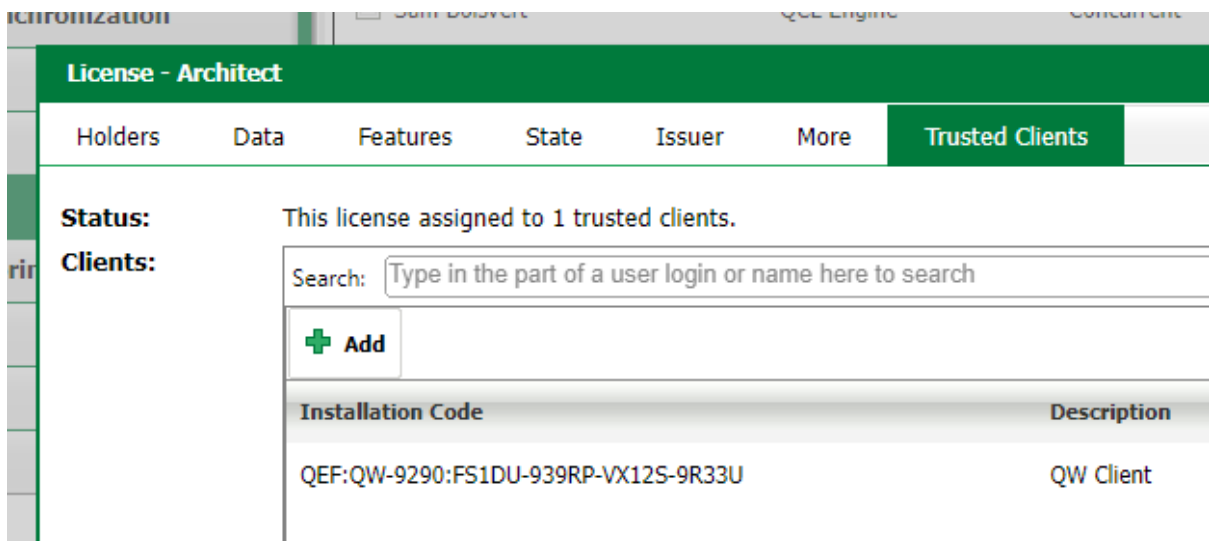 License - Architect
Holders Data Features State Issuer More Trusted Clients
Status: This license assigned to 1 trusted clients.
Clients:
Search: Type in the part of a user login or name here to search
Add
Installation Code Description
QEF:QW-9290:FS1DU-939RP-VX12S-9R33U QW Client